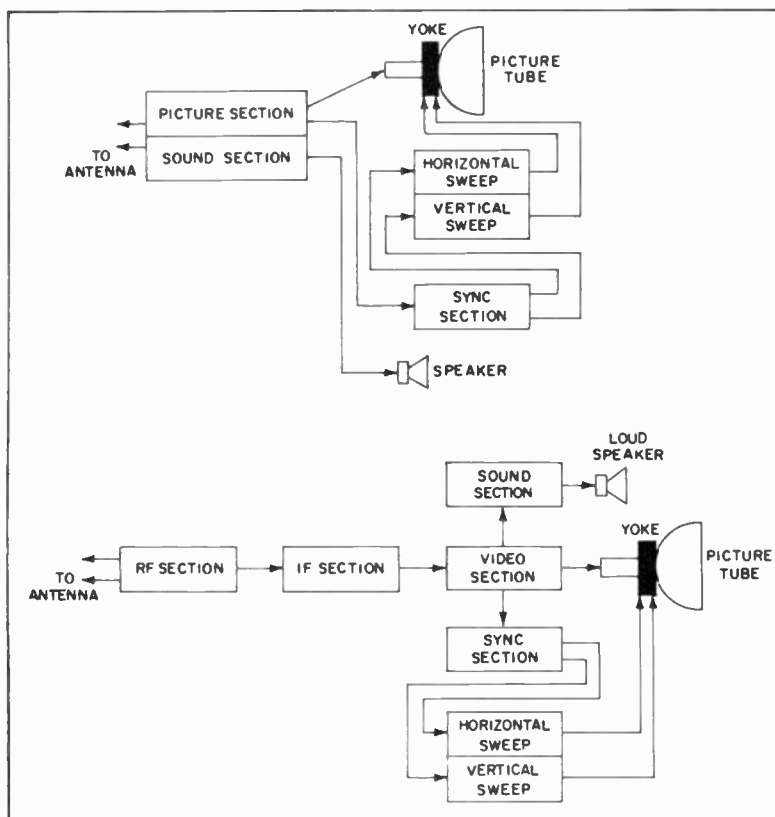 YOKE
PICTURE
TUBE
PICTURE SECTION
TO
ANTENNA
SOUND SECTION
HORIZONTAL
SWEEP
VERTICAL
SWEEP
SYNC
SECTION
SPEAKER
LOUD
SPEAKER
SOUND
SECTION
YOKE
PICTURE
TUBE
TO
ANTENNA
RF SECTION
IF SECTION
VIDEO
SECTION
SYNC
SECTION
HORIZONTAL
SWEEP
VERTICAL
SWEEP